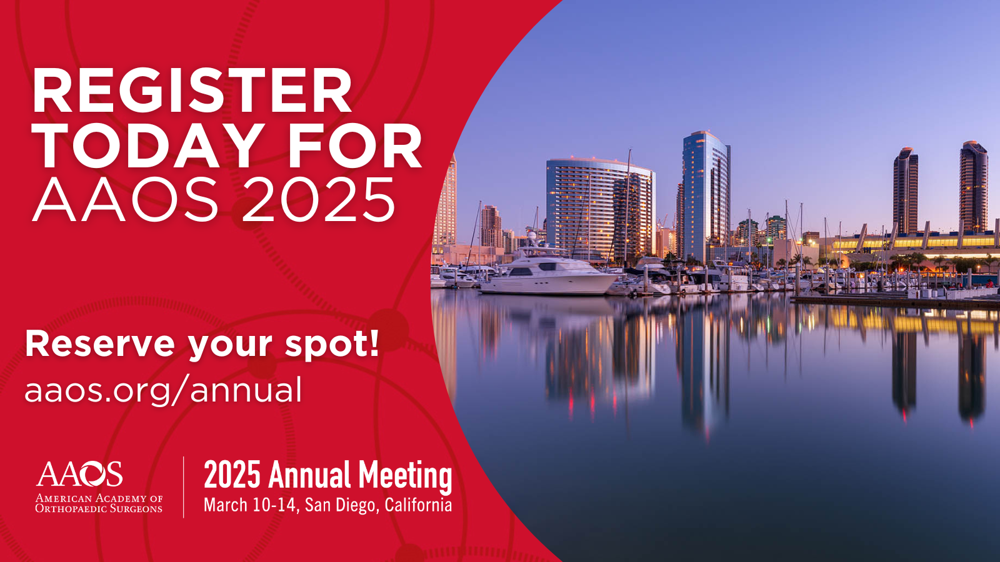 REGISTER
TODAY FOR
AAOS 2025
Reserve your spot!
aaos.org/annual
AAOS
AMERICAN ACADEMY OF
ORTHOPAEDIC SURGEONS
2025 Annual Meeting
March 10-14, San Diego, California